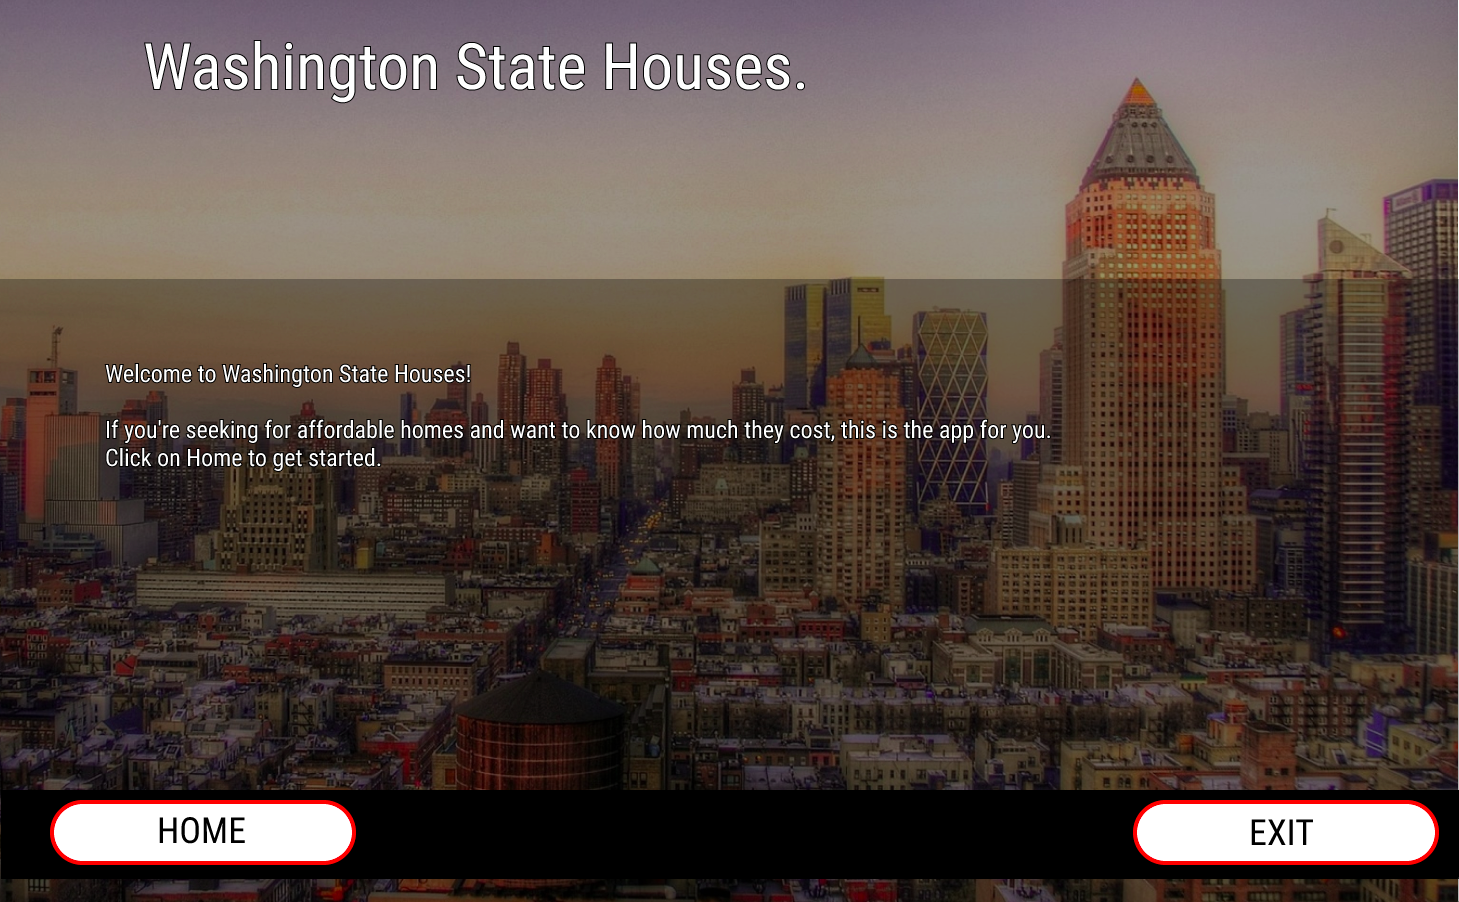 Washington State Houses.
Welcome to Washington State Houses!
If you're seeking for affordable homes and want to know how much they cost, this is the app for you.
Click on Home to get started.
HOME
EXIT